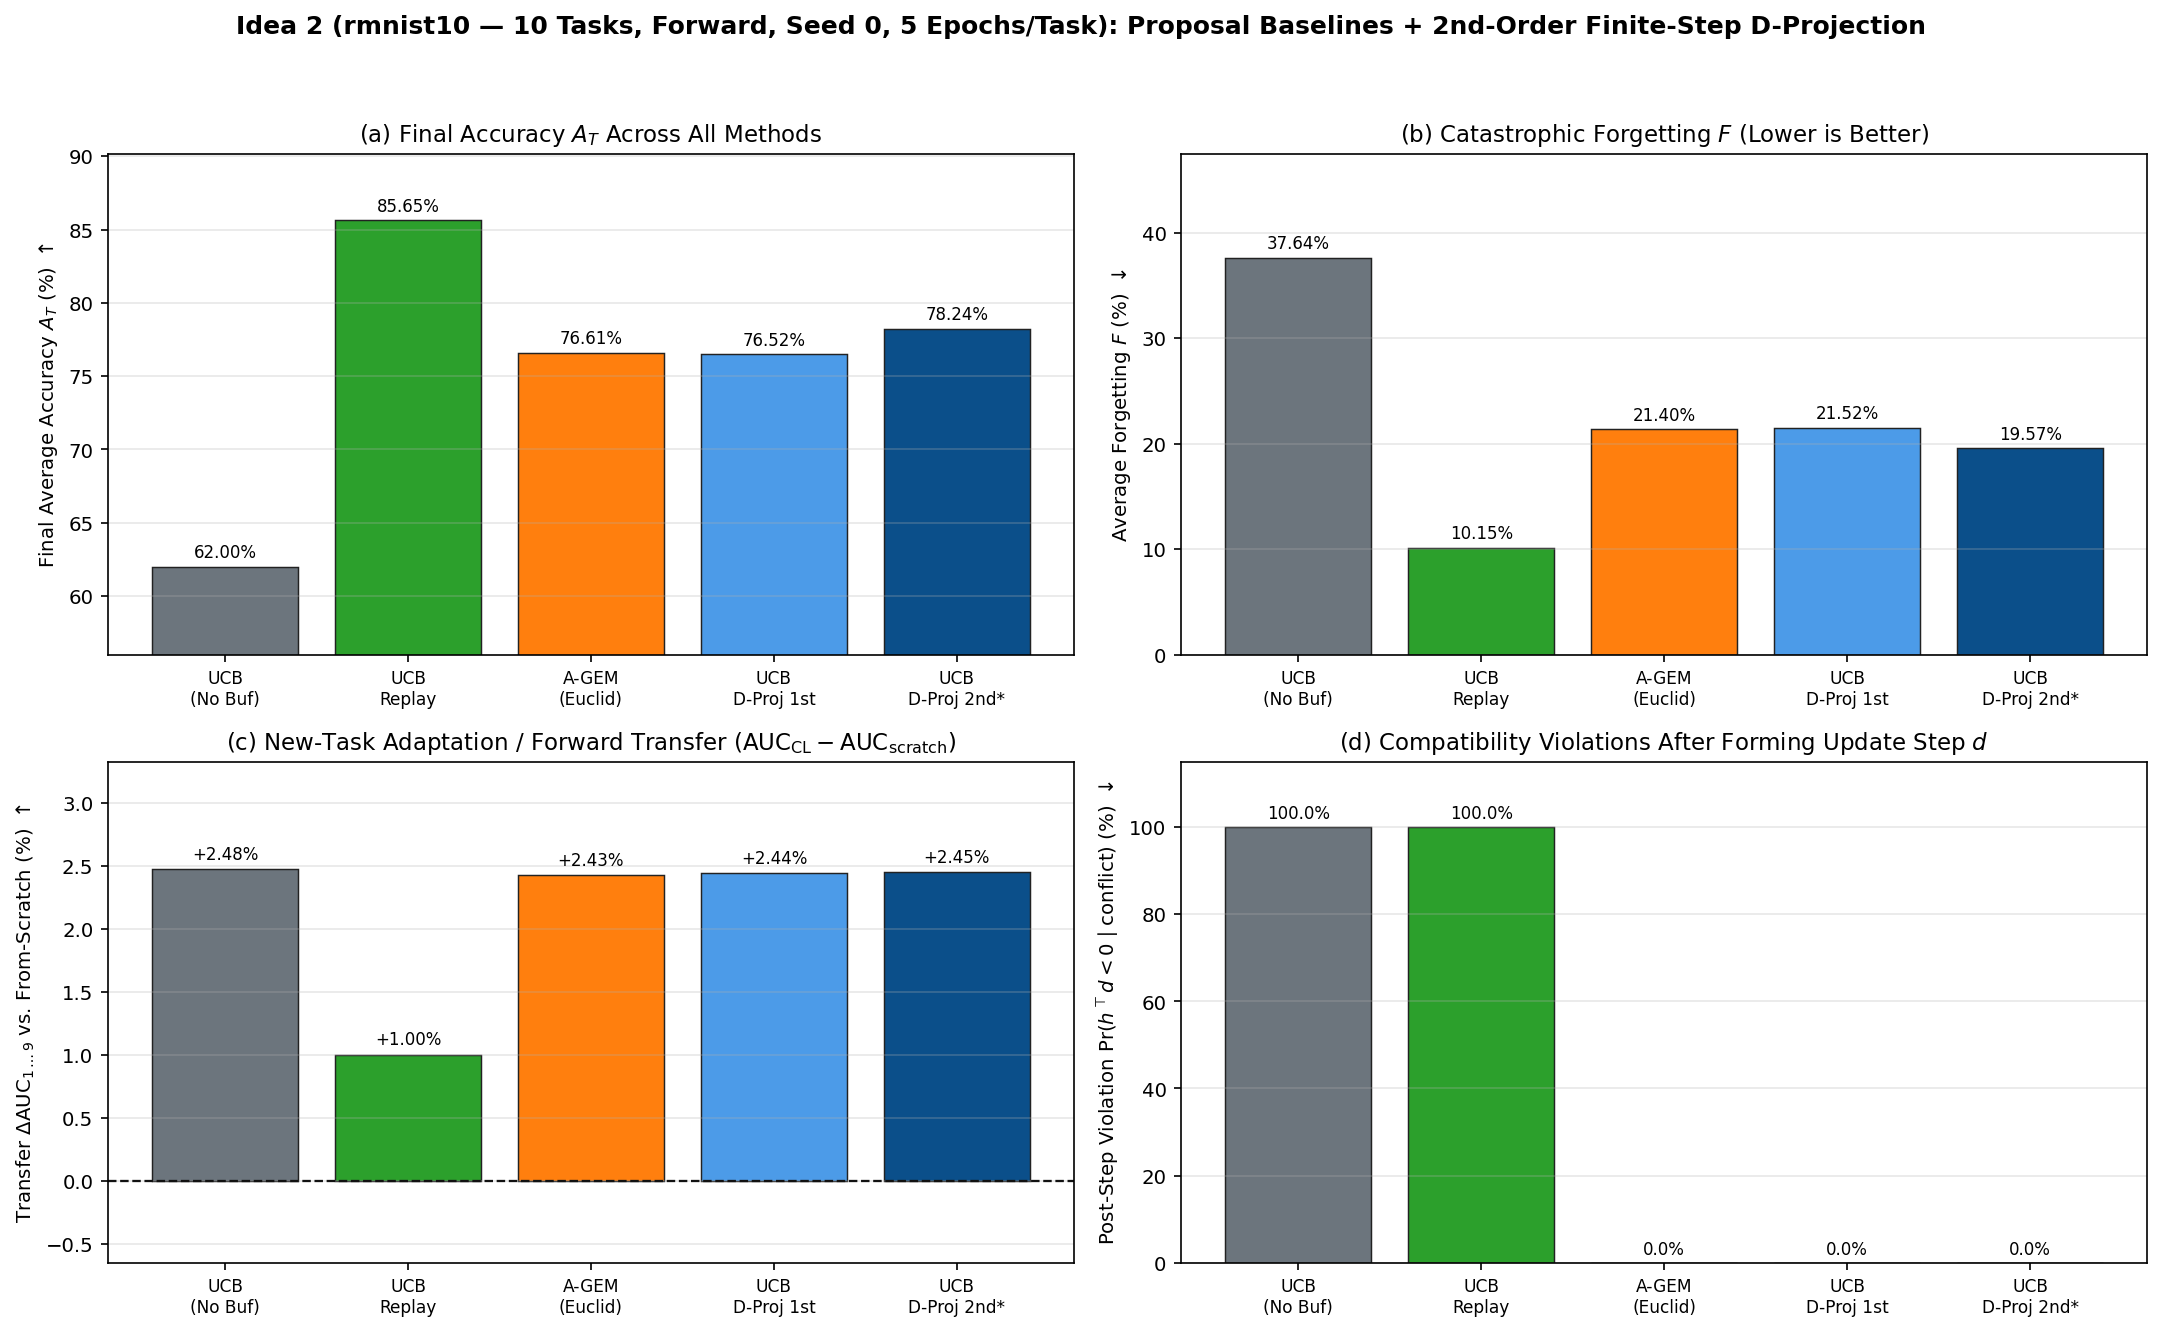 Idea 2 (rmnist10 — 10 Tasks, Forward, Seed 0, 5 Epochs/Task): Proposal Baselines + 2nd-Order Finite-Step D-Projection
(a) Final Accuracy A_T Across All Methods
Final Average Accuracy A_T (%) ↑
90
85
80
75
70
65
60
62.00%
85.65%
76.61%
76.52%
78.24%
UCB
(No Buf)
UCB
Replay
A-GEM
(Euclid)
UCB
D-Proj 1st
UCB
D-Proj 2nd*
(b) Catastrophic Forgetting F (Lower is Better)
Average Forgetting F (%) ↓
40
30
20
10
0
37.64%
10.15%
21.40%
21.52%
19.57%
UCB
(No Buf)
UCB
Replay
A-GEM
(Euclid)
UCB
D-Proj 1st
UCB
D-Proj 2nd*
(c) New-Task Adaptation / Forward Transfer (AUC_CL − AUC_scratch)
Transfer ΔAUC_1…9 vs. From-Scratch (%) ↑
3.0
2.5
2.0
1.5
1.0
0.5
0.0
−0.5
+2.48%
+1.00%
+2.43%
+2.44%
+2.45%
UCB
(No Buf)
UCB
Replay
A-GEM
(Euclid)
UCB
D-Proj 1st
UCB
D-Proj 2nd*
(d) Compatibility Violations After Forming Update Step d
Post-Step Violation Pr(h^⊤ d < 0 | conflict) (%) ↓
100
80
60
40
20
0
100.0%
100.0%
0.0%
0.0%
0.0%
UCB
(No Buf)
UCB
Replay
A-GEM
(Euclid)
UCB
D-Proj 1st
UCB
D-Proj 2nd*